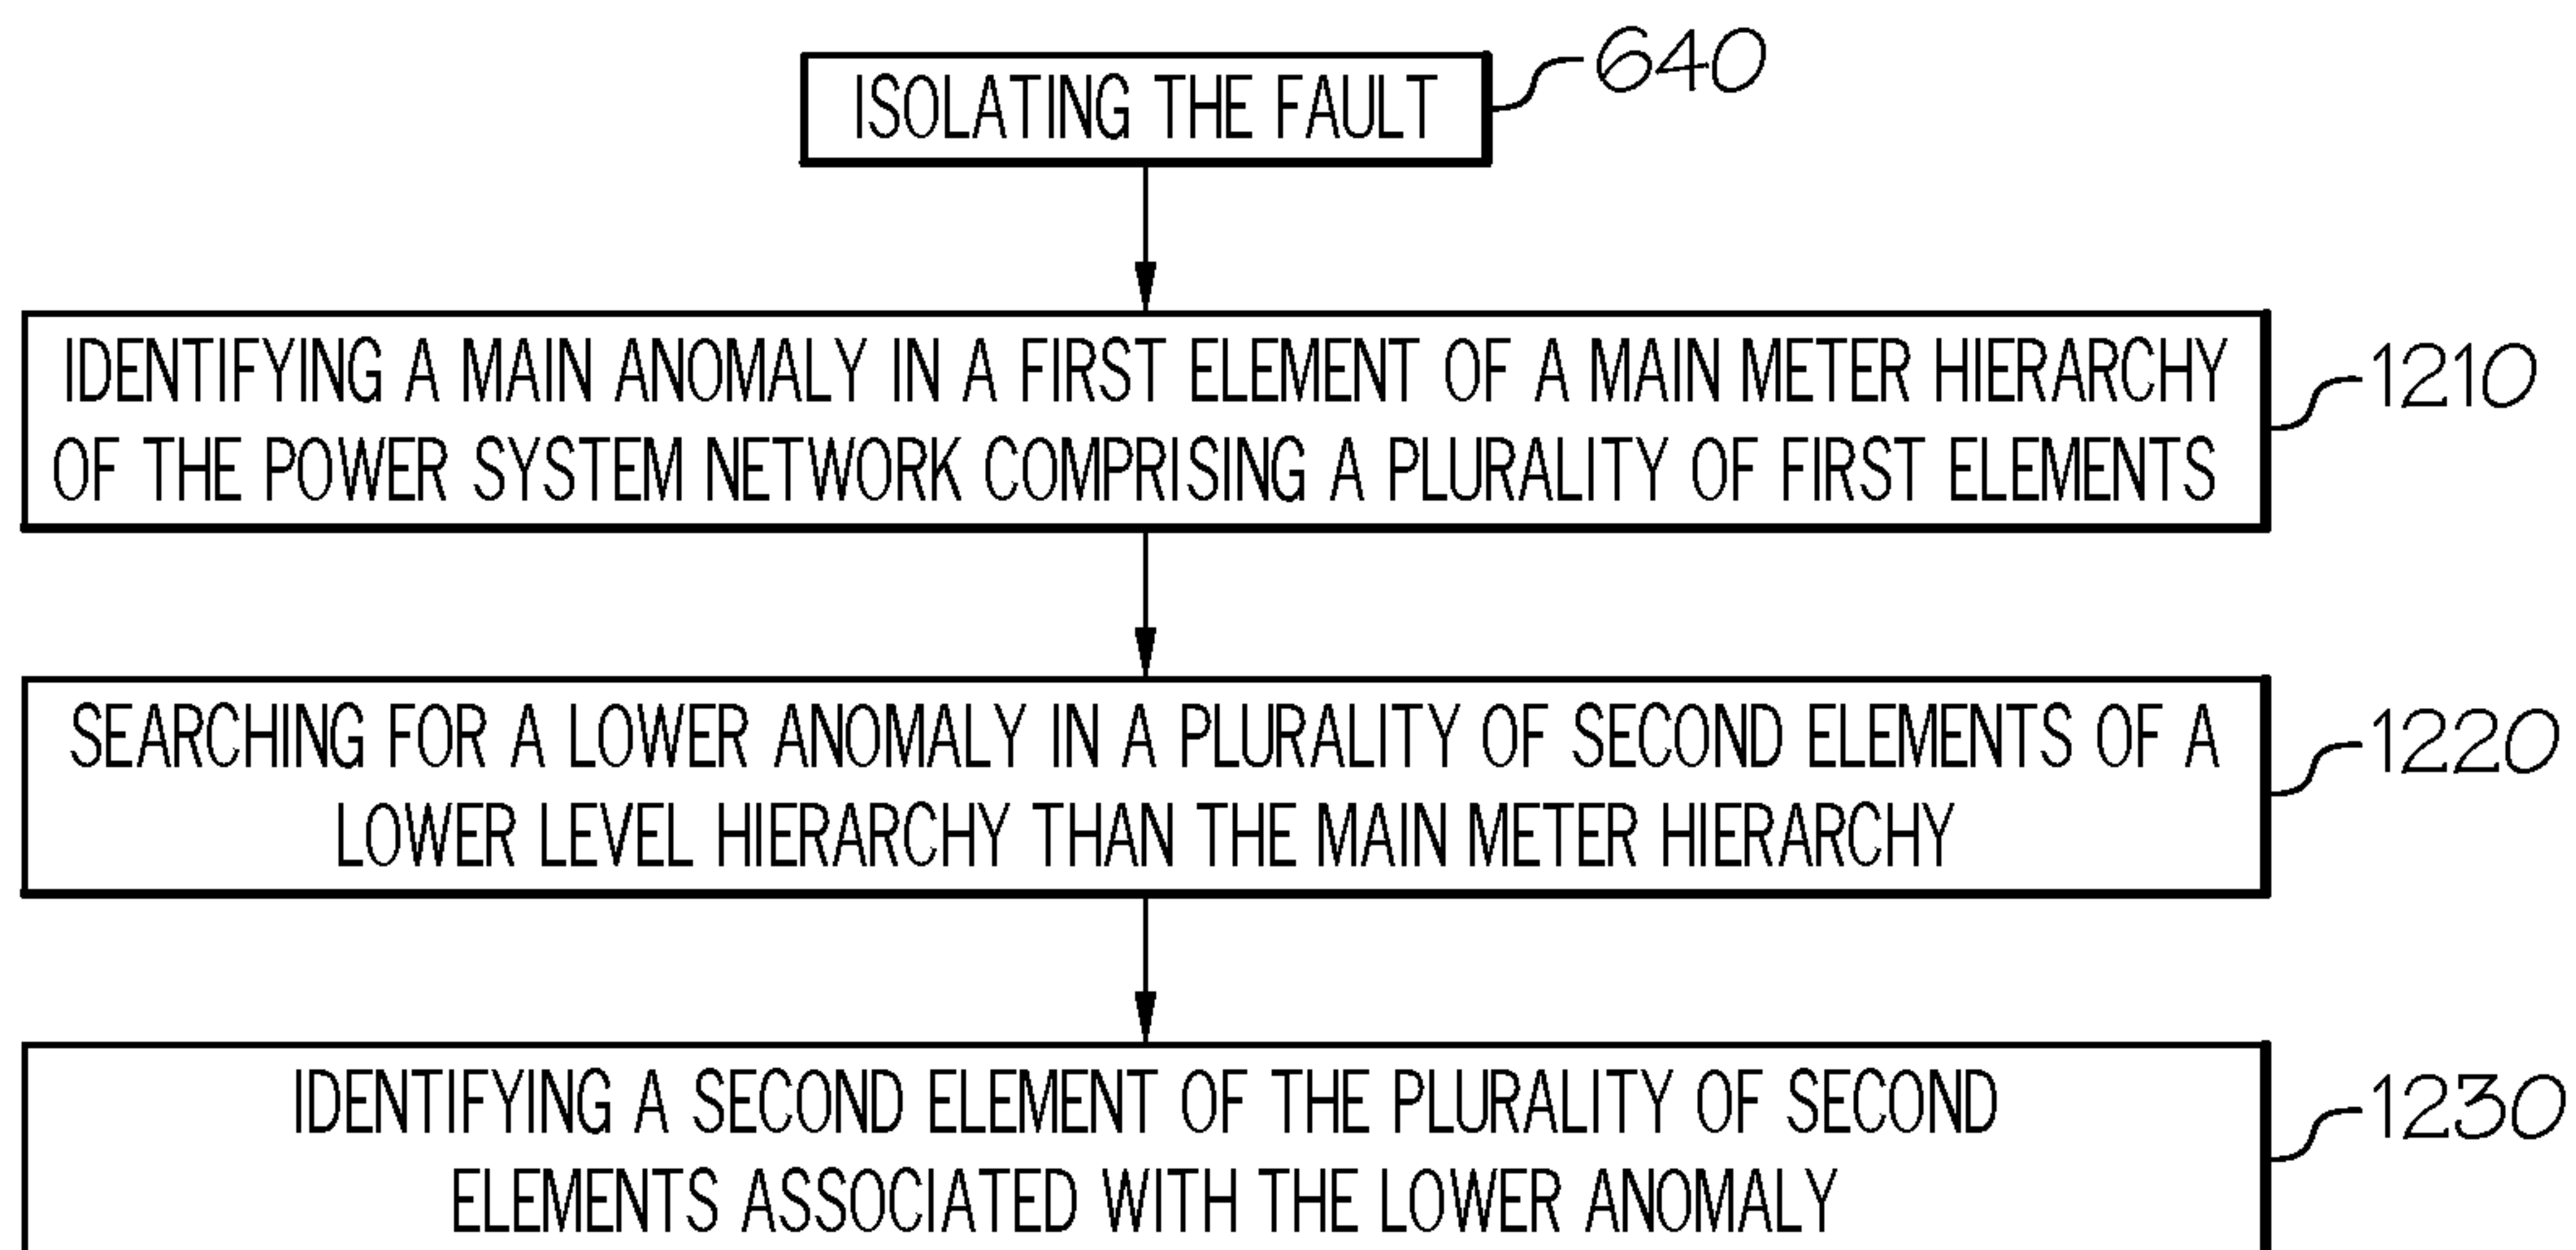 ISOLATING THE FAULT
640
IDENTIFYING A MAIN ANOMALY IN A FIRST ELEMENT OF A MAIN METER HIERARCHY
OF THE POWER SYSTEM NETWORK COMPRISING A PLURALITY OF FIRST ELEMENTS
1210
SEARCHING FOR A LOWER ANOMALY IN A PLURALITY OF SECOND ELEMENTS OF A
LOWER LEVEL HIERARCHY THAN THE MAIN METER HIERARCHY
1220
IDENTIFYING A SECOND ELEMENT OF THE PLURALITY OF SECOND
ELEMENTS ASSOCIATED WITH THE LOWER ANOMALY
1230